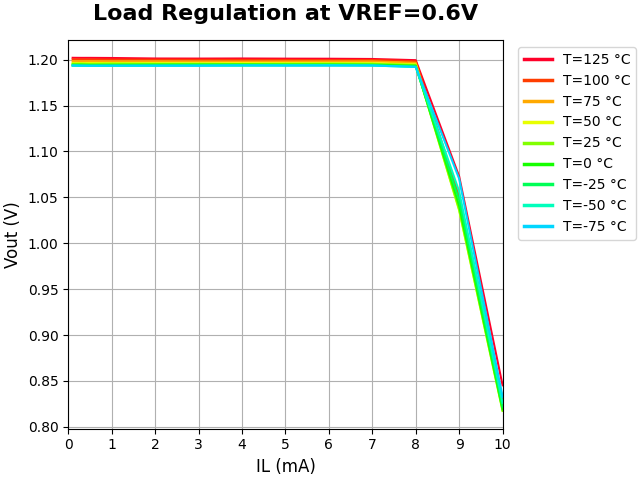 Load Regulation at VREF=0.6V
Vout (V)
1.20
1.15
1.10
1.05
1.00
0.95
0.90
0.85
0.80
0 1 2 3 4 5 6 7 8 9 10
IL (mA)
T=125 °C
T=100 °C
T=75 °C
T=50 °C
T=25 °C
T=0 °C
T=-25 °C
T=-50 °C
T=-75 °C